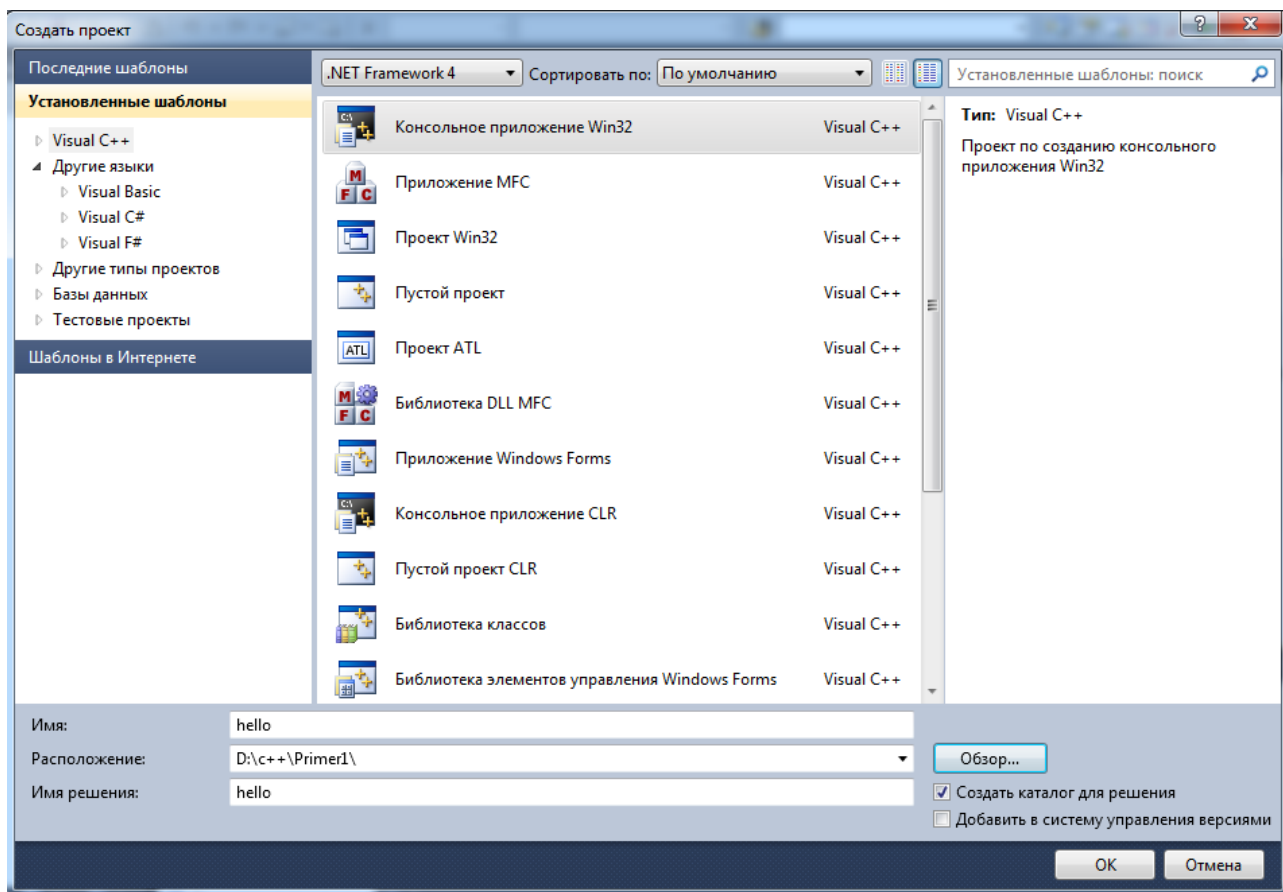 Создать проект
Последние шаблоны
Установленные шаблоны
Visual C++
Другие языки
Visual Basic
Visual C#
Visual F#
Другие типы проектов
Базы данных
Тестовые проекты
Шаблоны в Интернете
.NET Framework 4 Сортировать по: По умолчанию Установленные шаблоны: поиск
Консольное приложение Win32 Visual C++
Приложение MFC Visual C++
Проект Win32 Visual C++
Пустой проект Visual C++
Проект ATL Visual C++
Библиотека DLL MFC Visual C++
Приложение Windows Forms Visual C++
Консольное приложение CLR Visual C++
Пустой проект CLR Visual C++
Библиотека классов Visual C++
Библиотека элементов управления Windows Forms Visual C++
Тип: Visual C++
Проект по созданию консольного
приложения Win32
Имя: hello
Расположение: D:\c++\Primer1\ Обзор...
Имя решения: hello
Создать каталог для решения
Добавить в систему управления версиями
OK Отмена